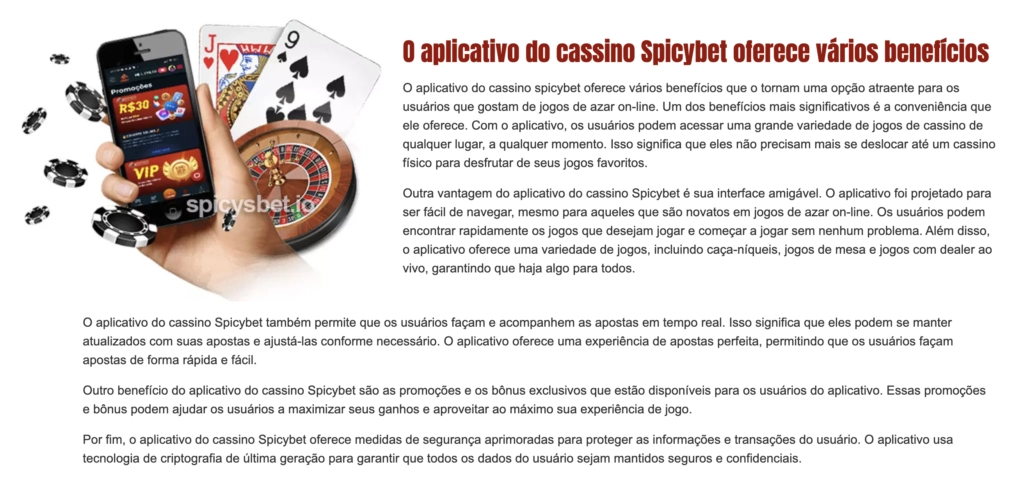 O aplicativo do cassino Spicybet oferece vários benefícios
O aplicativo do cassino spicybet oferece vários benefícios que o tornam uma opção atraente para os
usuários que gostam de jogos de azar on-line. Um dos benefícios mais significativos é a conveniência que
ele oferece. Com o aplicativo, os usuários podem acessar uma grande variedade de jogos de cassino de
qualquer lugar, a qualquer momento. Isso significa que eles não precisam mais se deslocar até um cassino
físico para desfrutar de seus jogos favoritos.
Outra vantagem do aplicativo do cassino Spicybet é sua interface amigável. O aplicativo foi projetado para
ser fácil de navegar, mesmo para aqueles que são novatos em jogos de azar on-line. Os usuários podem
encontrar rapidamente os jogos que desejam jogar e começar a jogar sem nenhum problema. Além disso,
o aplicativo oferece uma variedade de jogos, incluindo caça-níqueis, jogos de mesa e jogos com dealer ao
vivo, garantindo que haja algo para todos.
J
9
Promoções
R$30
VIP
spicysbet.io
O aplicativo do cassino Spicybet também permite que os usuários façam e acompanhem as apostas em tempo real. Isso significa que eles podem se manter
atualizados com suas apostas e ajustá-las conforme necessário. O aplicativo oferece uma experiência de apostas perfeita, permitindo que os usuários façam
apostas de forma rápida e fácil.
Outro benefício do aplicativo do cassino Spicybet são as promoções e os bônus exclusivos que estão disponíveis para os usuários do aplicativo. Essas promoções
e bônus podem ajudar os usuários a maximizar seus ganhos e aproveitar ao máximo sua experiência de jogo.
Por fim, o aplicativo do cassino Spicybet oferece medidas de segurança aprimoradas para proteger as informações e transações do usuário. O aplicativo usa
tecnologia de criptografia de última geração para garantir que todos os dados do usuário sejam mantidos seguros e confidenciais.